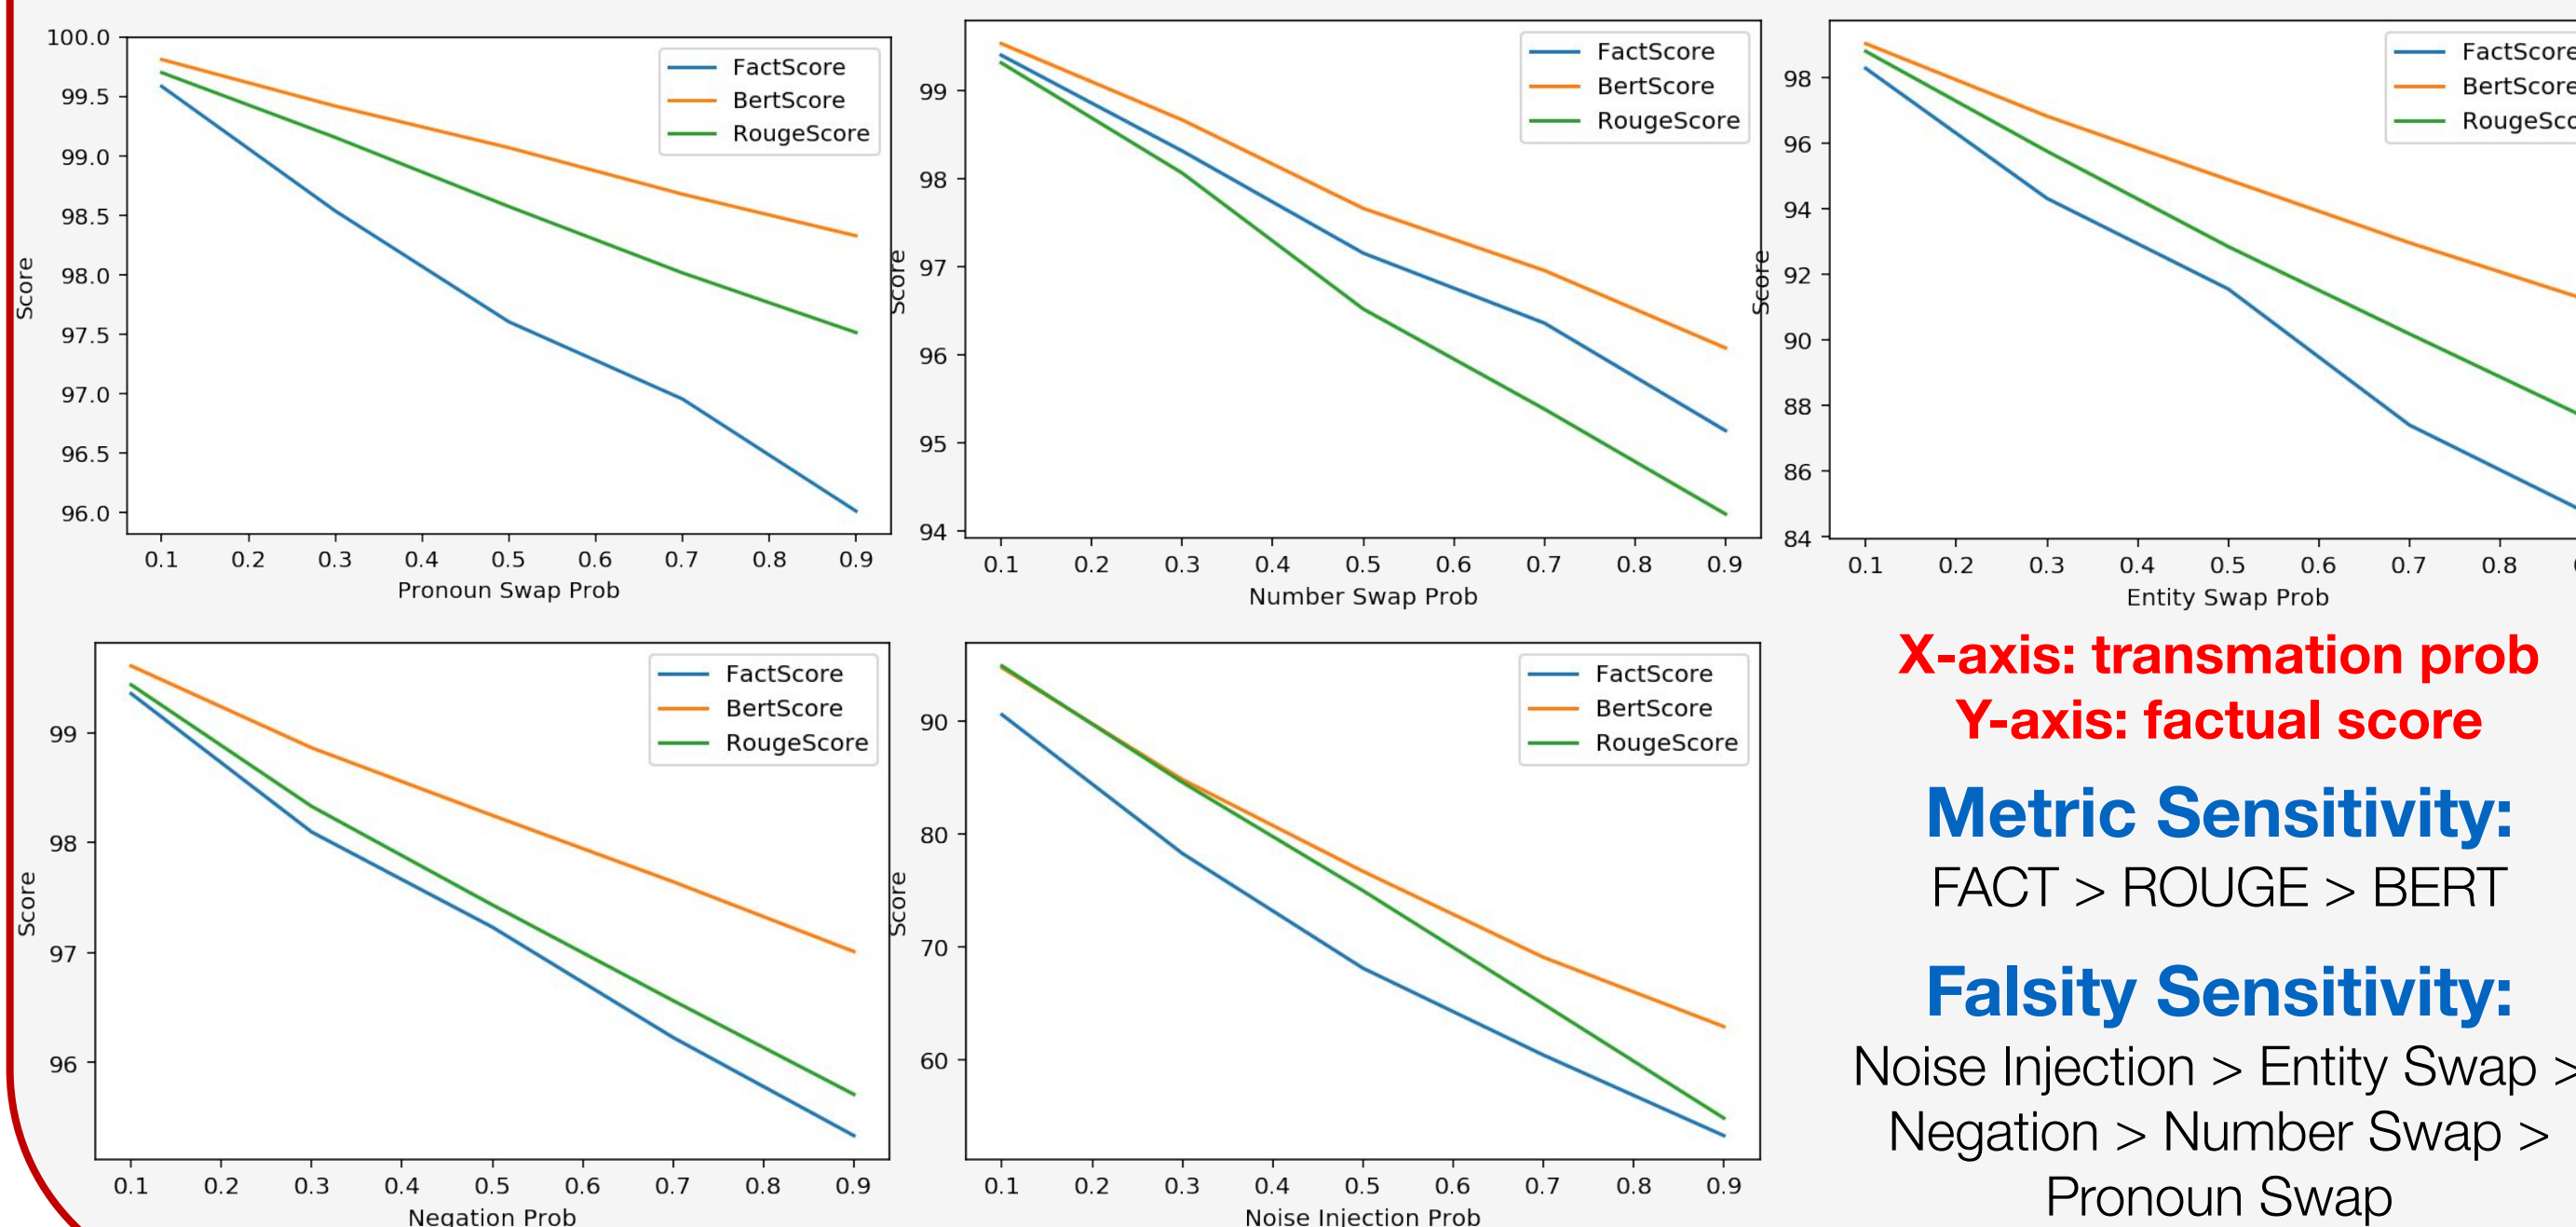 100.0
99.5
99.0
98.5
98.0
97.5
97.0
96.5
96.0
Score
FactScore
BertScore
RougeScore
0.1 0.2 0.3 0.4 0.5 0.6 0.7 0.8 0.9
Pronoun Swap Prob
99
98
97
96
95
94
Score
FactScore
BertScore
RougeScore
0.1 0.2 0.3 0.4 0.5 0.6 0.7 0.8 0.9
Number Swap Prob
98
96
94
92
90
88
86
84
Score
FactScore
BertScore
RougeSco
0.1 0.2 0.3 0.4 0.5 0.6 0.7 0.8
Entity Swap Prob
99
98
97
96
Score
FactScore
BertScore
RougeScore
0.1 0.2 0.3 0.4 0.5 0.6 0.7 0.8 0.9
Negation Prob
90
80
70
60
Score
FactScore
BertScore
RougeScore
0.1 0.2 0.3 0.4 0.5 0.6 0.7 0.8 0.9
Noise Injection Prob
X-axis: transmation prob
Y-axis: factual score
Metric Sensitivity:
FACT > ROUGE > BERT
Falsity Sensitivity:
Noise Injection > Entity Swap >
Negation > Number Swap >
Pronoun Swap